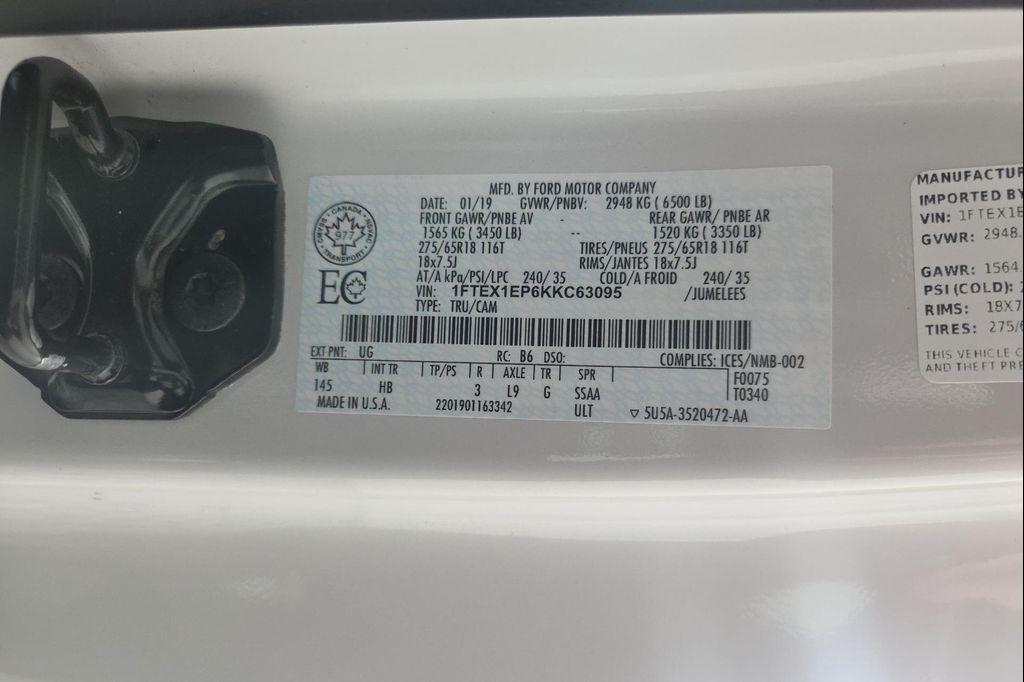 MFD. BY FORD MOTOR COMPANY
DATE: 01/19 GVWR/PNBV: 2948 KG ( 6500 LB)
FRONT GAWR/PNBE AV - REAR GAWR/ PNBE AR
1565 KG ( 3450 LB) -- 1520 KG ( 3350 LB)
275/65R18 116T TIRES/PNEUS 275/65R18 116T
18x7.5J RIMS/JANTES 18x7.5J
AT/A kPa/PSI/LPC 240/ 35 COLD/A FROID 240/ 35
VIN: 1FTEX1EP6KKC63095 /JUMELEES
TYPE: TRU/CAM
CANADA
977
TRANSPORT
EC
EXT PNT: UG RC: B6 DSO: COMPLIES: ICES/NMB-002
WB INT TR TP/PS R AXLE TR SPR F0075
145 HB 3 L9 G SSAA T0340
MADE IN U.S.A. 2201901163342 ULT ▽ 5U5A-3520472-AA
MANUFACTUR
IMPORTED BY
VIN: 1FTEX1E
GVWR: 2948.
GAWR: 1564.
PSI (COLD):
RIMS: 18X7
TIRES: 275/6
THIS VEHICLE C
AND THEFT PRE